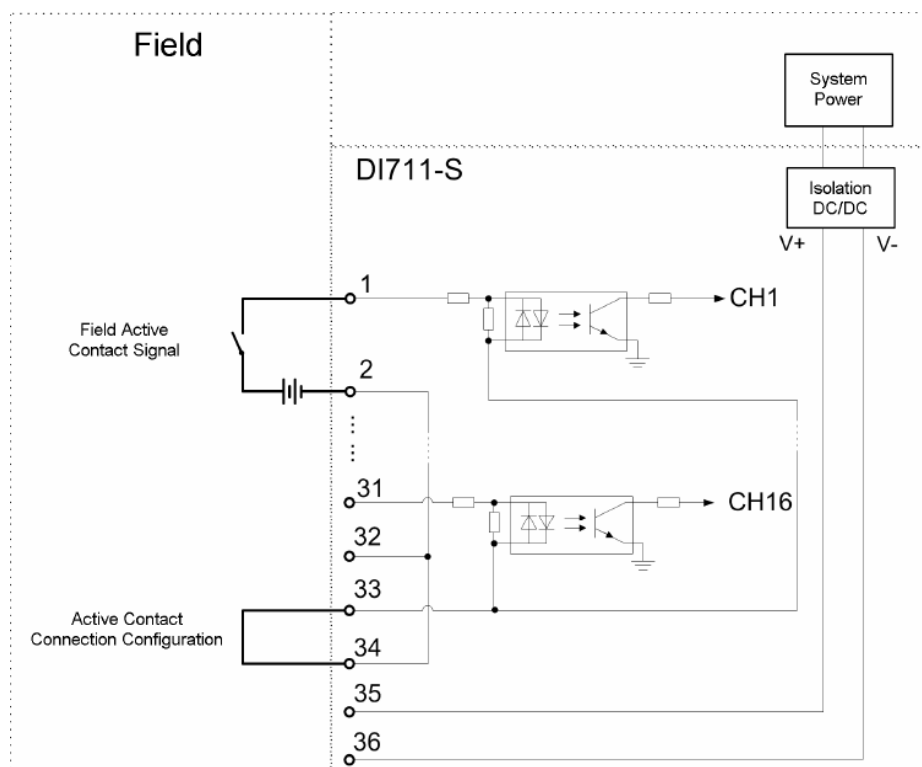 Field
System
Power
DI711-S
Isolation
DC/DC
V+
V-
1
CH1
Field Active
Contact Signal
2
31
CH16
32
33
Active Contact
Connection Configuration
34
35
36